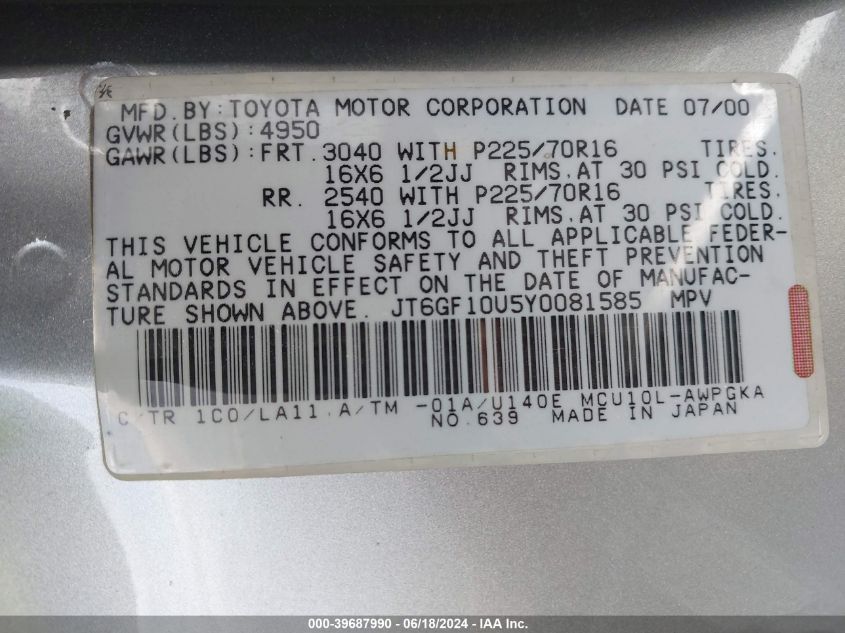 MFD.BY:TOYOTA MOTOR CORPORATION DATE 07/00
GVWR(LBS):4950
GAWR(LBS):FRT.3040 WITH P225/70R16 TIRES.
16X6 1/2JJ RIMS.AT 30 PSI COLD.
RR. 2540 WITH P225/70R16 TIRES.
16X6 1/2JJ RIMS.AT 30 PSI COLD.
THIS VEHICLE CONFORMS TO ALL APPLICABLE FEDER-
AL MOTOR VEHICLE SAFETY AND THEFT PREVENTION
STANDARDS IN EFFECT ON THE DATE OF MANUFAC-
TURE SHOWN ABOVE. JT6GF10U5Y0081585 MPV
C/TR 1C0/LA11.A/TM -01A/U140E MCU10L-AWPGKA
NO.639 MADE IN JAPAN
000-39687990 - 06/18/2024 - IAA Inc.